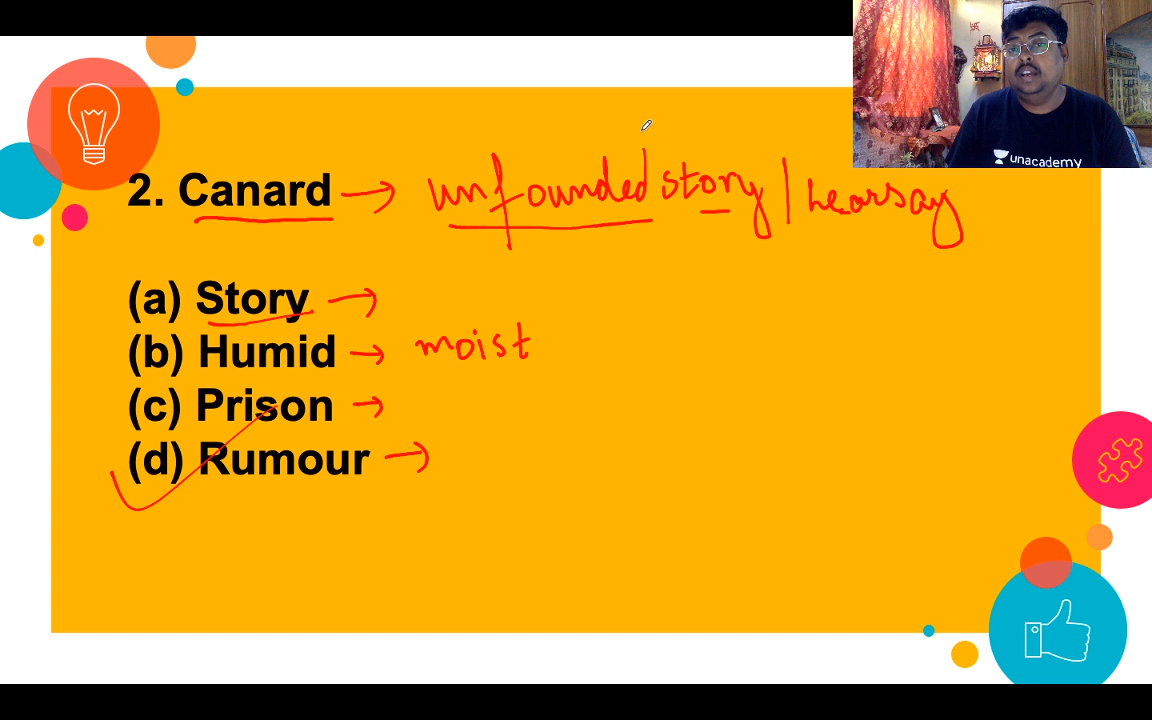 unacademy
2. Canard → unfounded story / hearsay
(a) Story →
(b) Humid → moist
(c) Prison →
(d) Rumour →